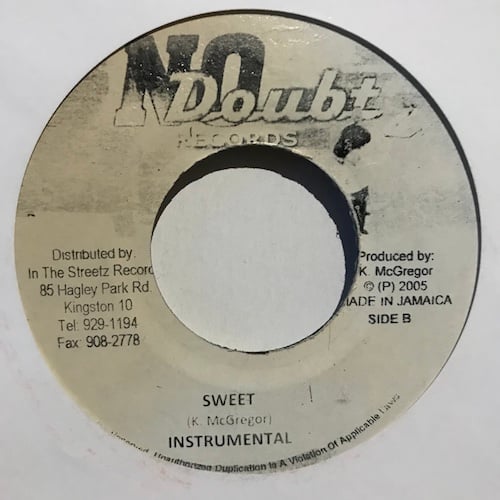 NO
Doubt
RECORDS
Distributed by:
In The Streetz Record
85 Hagley Park Rd.
Kingston 10
Tel: 929-1194
Fax: 908-2778
Produced by:
K. McGregor
© (P) 2005
MADE IN JAMAICA
SIDE B
SWEET
(K. McGregor)
INSTRUMENTAL
Unauthorized Duplication Is A Violation Of Applicable Laws